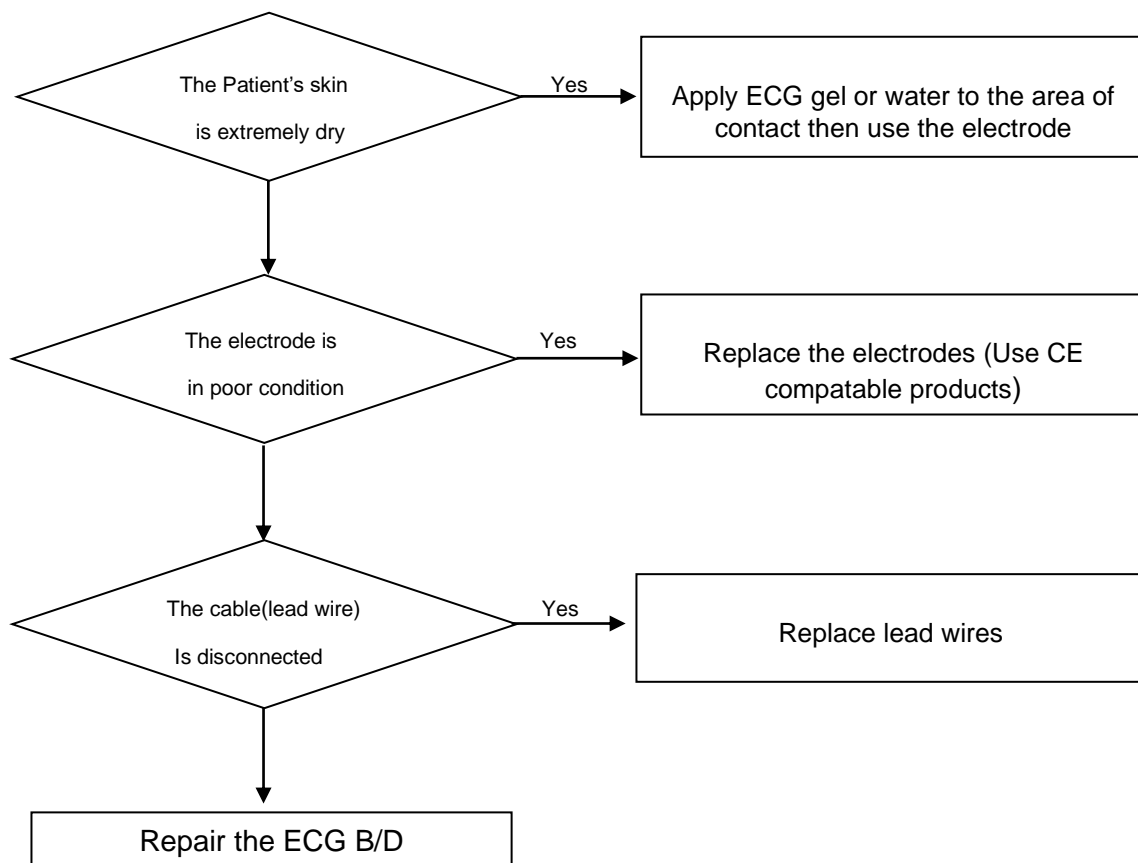 The Patient's skin
is extremely dry
Yes
Apply ECG gel or water to the area of
contact then use the electrode
The electrode is
in poor condition
Yes
Replace the electrodes (Use CE
compatable products)
The cable(lead wire)
Is disconnected
Yes
Replace lead wires
Repair the ECG B/D